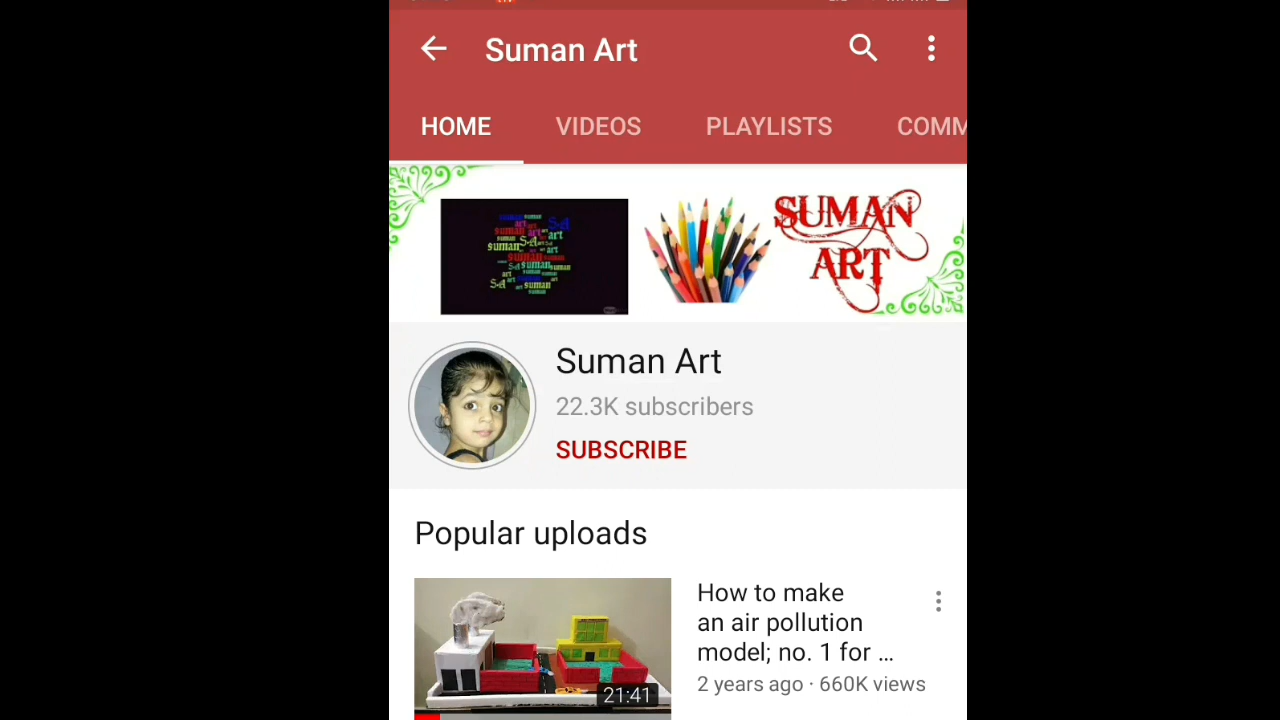 Suman Art
HOME VIDEOS PLAYLISTS COMM
SUMAN
ART
Suman Art
22.3K subscribers
SUBSCRIBE
Popular uploads
How to make
an air pollution
model; no. 1 for ...
2 years ago · 660K views
21:41